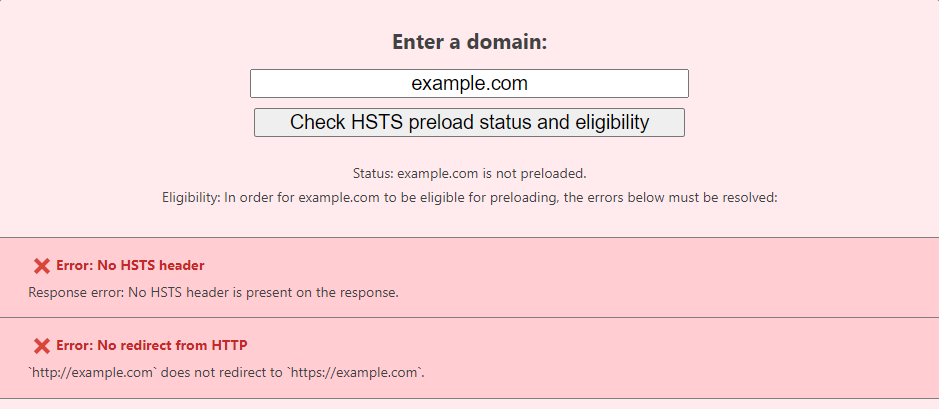 Enter a domain:
example.com
Check HSTS preload status and eligibility
Status: example.com is not preloaded.
Eligibility: In order for example.com to be eligible for preloading, the errors below must be resolved:
Error: No HSTS header
Response error: No HSTS header is present on the response.
Error: No redirect from HTTP
`http://example.com` does not redirect to `https://example.com`.